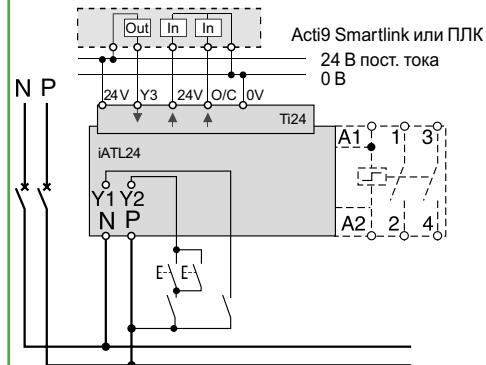 Out In In
Acti9 Smartlink или ПЛК
24 В пост. тока
0 В
N P
24V Y3 24V O/C 0V
Ti24
iATL24
A1 1 3
Y1 Y2
N P
A2 2 4
E E